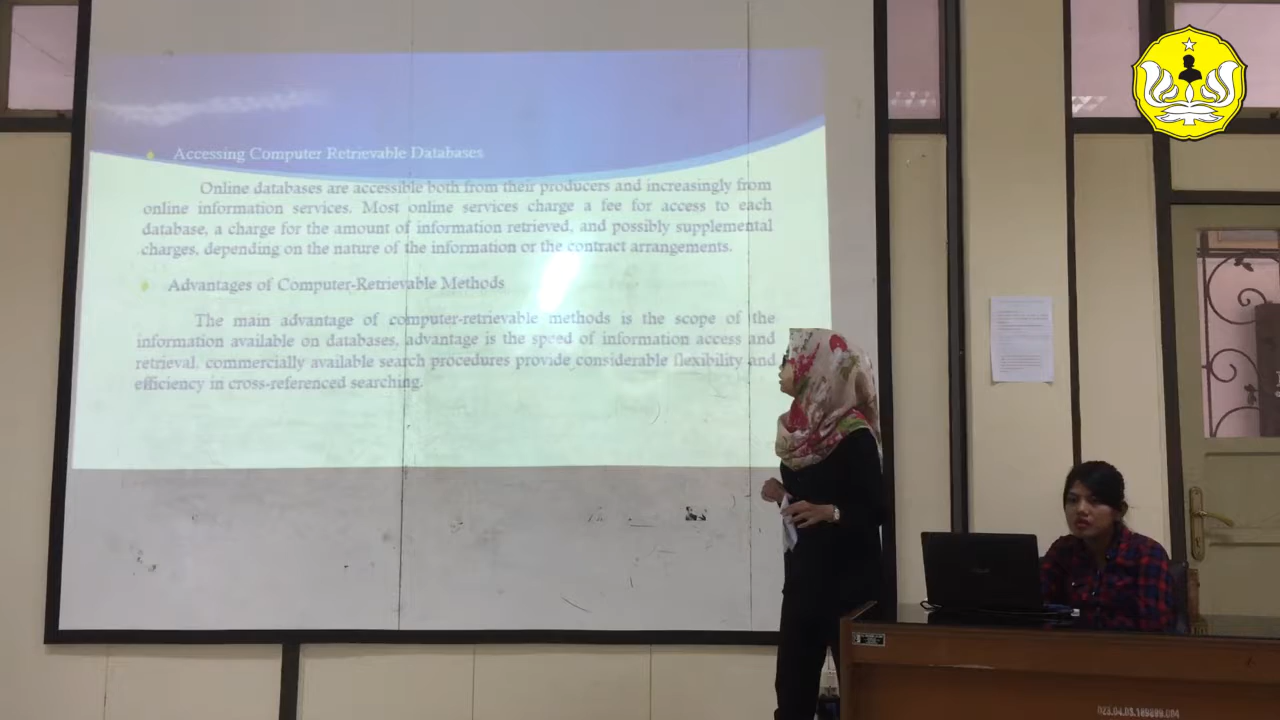 Accessing Computer Retrievable Databases
Online databases are accessible both from their producers and increasingly from
online information services. Most online services charge a fee for access to each
database, a charge for the amount of information retrieved, and possibly supplemental
charges, depending on the nature of the information or the contract arrangements.
Advantages of Computer-Retrievable Methods
The main advantage of computer-retrievable methods is the scope of the
information available on databases, advantage is the speed of information access and
retrieval, commercially available search procedures provide considerable flexibility and
efficiency in cross-referenced searching.